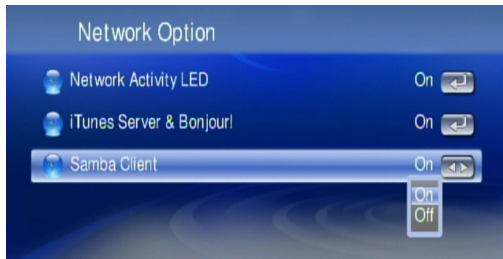 Network Option
Network Activity LED On
iTunes Server & Bonjour! On
Samba Client On
On
Off